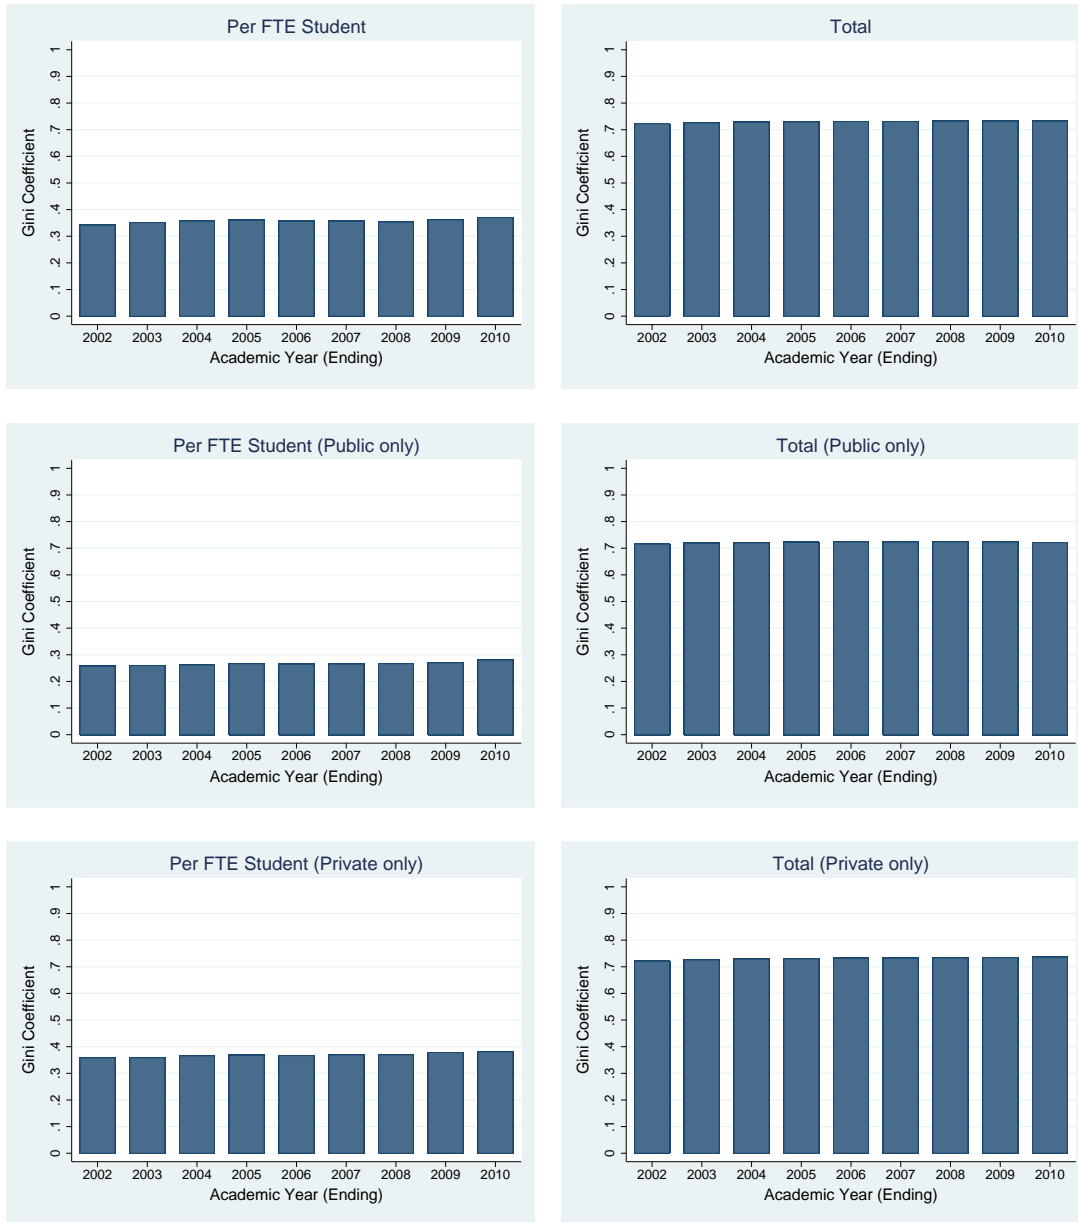 Per FTE Student
Gini Coefficient
1
.9
.8
.7
.6
.5
.4
.3
.2
.1
0
2002 2003 2004 2005 2006 2007 2008 2009 2010
Academic Year (Ending)
Total
Gini Coefficient
1
.9
.8
.7
.6
.5
.4
.3
.2
.1
0
2002 2003 2004 2005 2006 2007 2008 2009 2010
Academic Year (Ending)
Per FTE Student (Public only)
Gini Coefficient
1
.9
.8
.7
.6
.5
.4
.3
.2
.1
0
2002 2003 2004 2005 2006 2007 2008 2009 2010
Academic Year (Ending)
Total (Public only)
Gini Coefficient
1
.9
.8
.7
.6
.5
.4
.3
.2
.1
0
2002 2003 2004 2005 2006 2007 2008 2009 2010
Academic Year (Ending)
Per FTE Student (Private only)
Gini Coefficient
1
.9
.8
.7
.6
.5
.4
.3
.2
.1
0
2002 2003 2004 2005 2006 2007 2008 2009 2010
Academic Year (Ending)
Total (Private only)
Gini Coefficient
1
.9
.8
.7
.6
.5
.4
.3
.2
.1
0
2002 2003 2004 2005 2006 2007 2008 2009 2010
Academic Year (Ending)